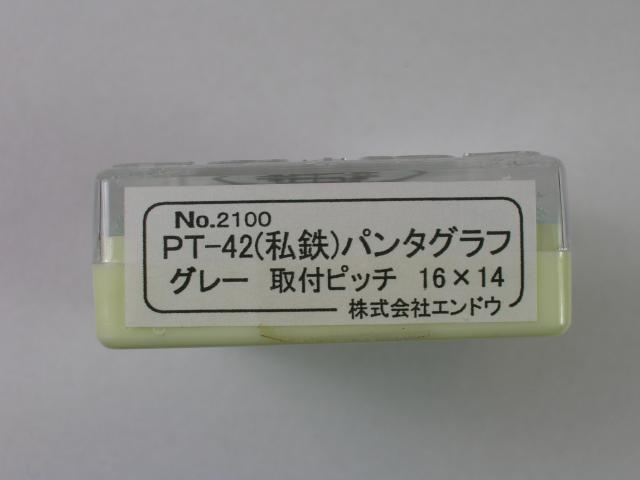 No.2100
PT-42(私鉄)パンタグラフ
グレー 取付ピッチ 16×14
株式会社エンドウ